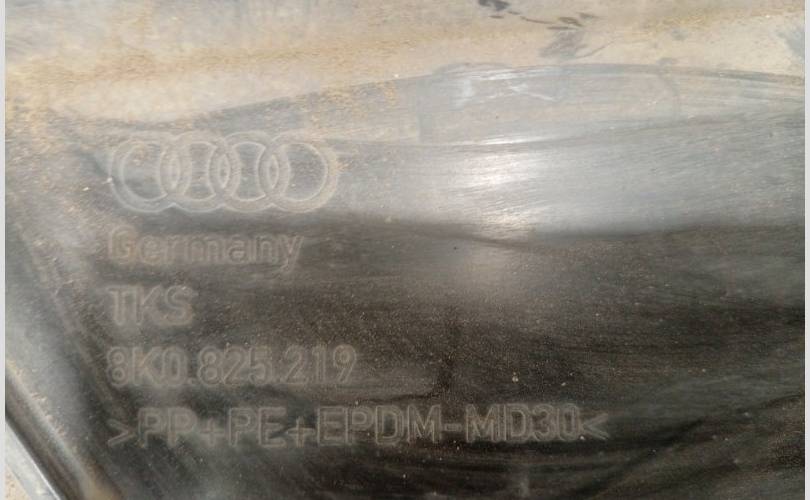 Germany
TKS
8K0.825.219
>PP+PE+EPDM-MD30<